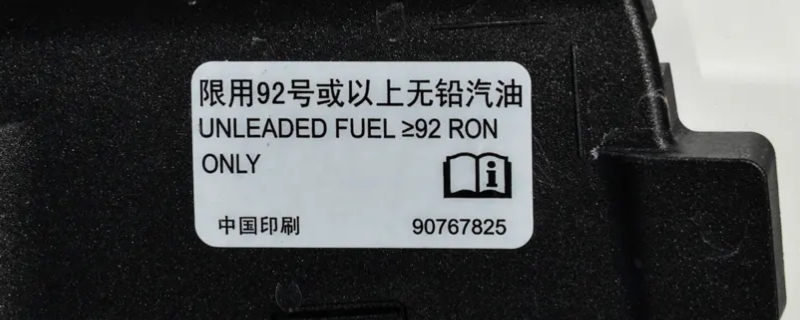 限用92号或以上无铅汽油
UNLEADED FUEL ≥92 RON
ONLY
中国印刷 90767825